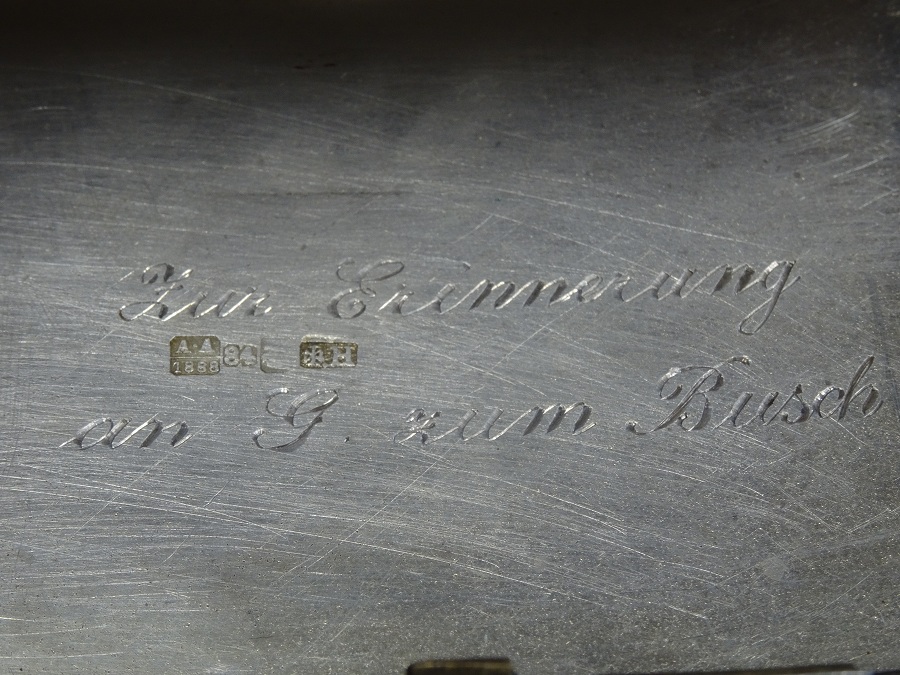 Zur Erinnerung
A.A 84
1888
an G. zum Busch